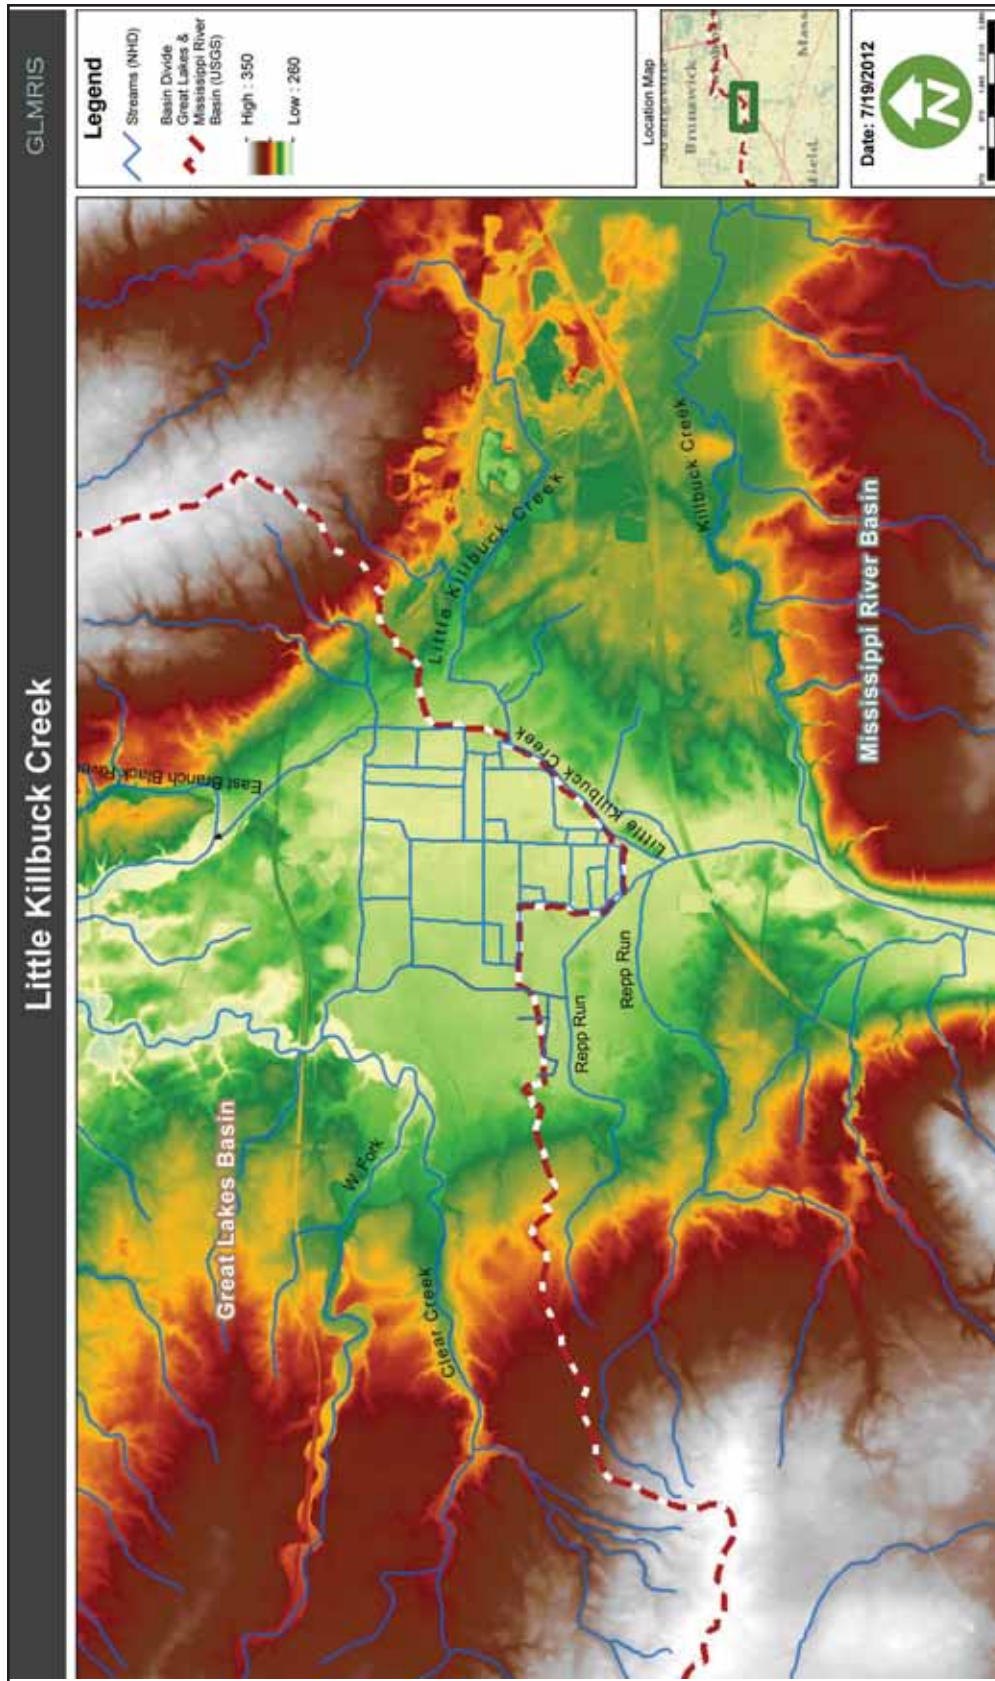 Little Killbuck Creek
GLMRIS
Legend
Streams (NHD)
Basin Divide
Great Lakes &
Mississippi River
Basin (USGS)
High : 350
Low : 260
Location Map
Brunswick
Date: 7/19/2012
N
Great Lakes Basin
Mississippi River Basin
East Branch Black River
W. Fork
Clear Creek
Little Killbuck Creek
Little Killbuck Creek
Killbuck Creek
Repp Run
Repp Run